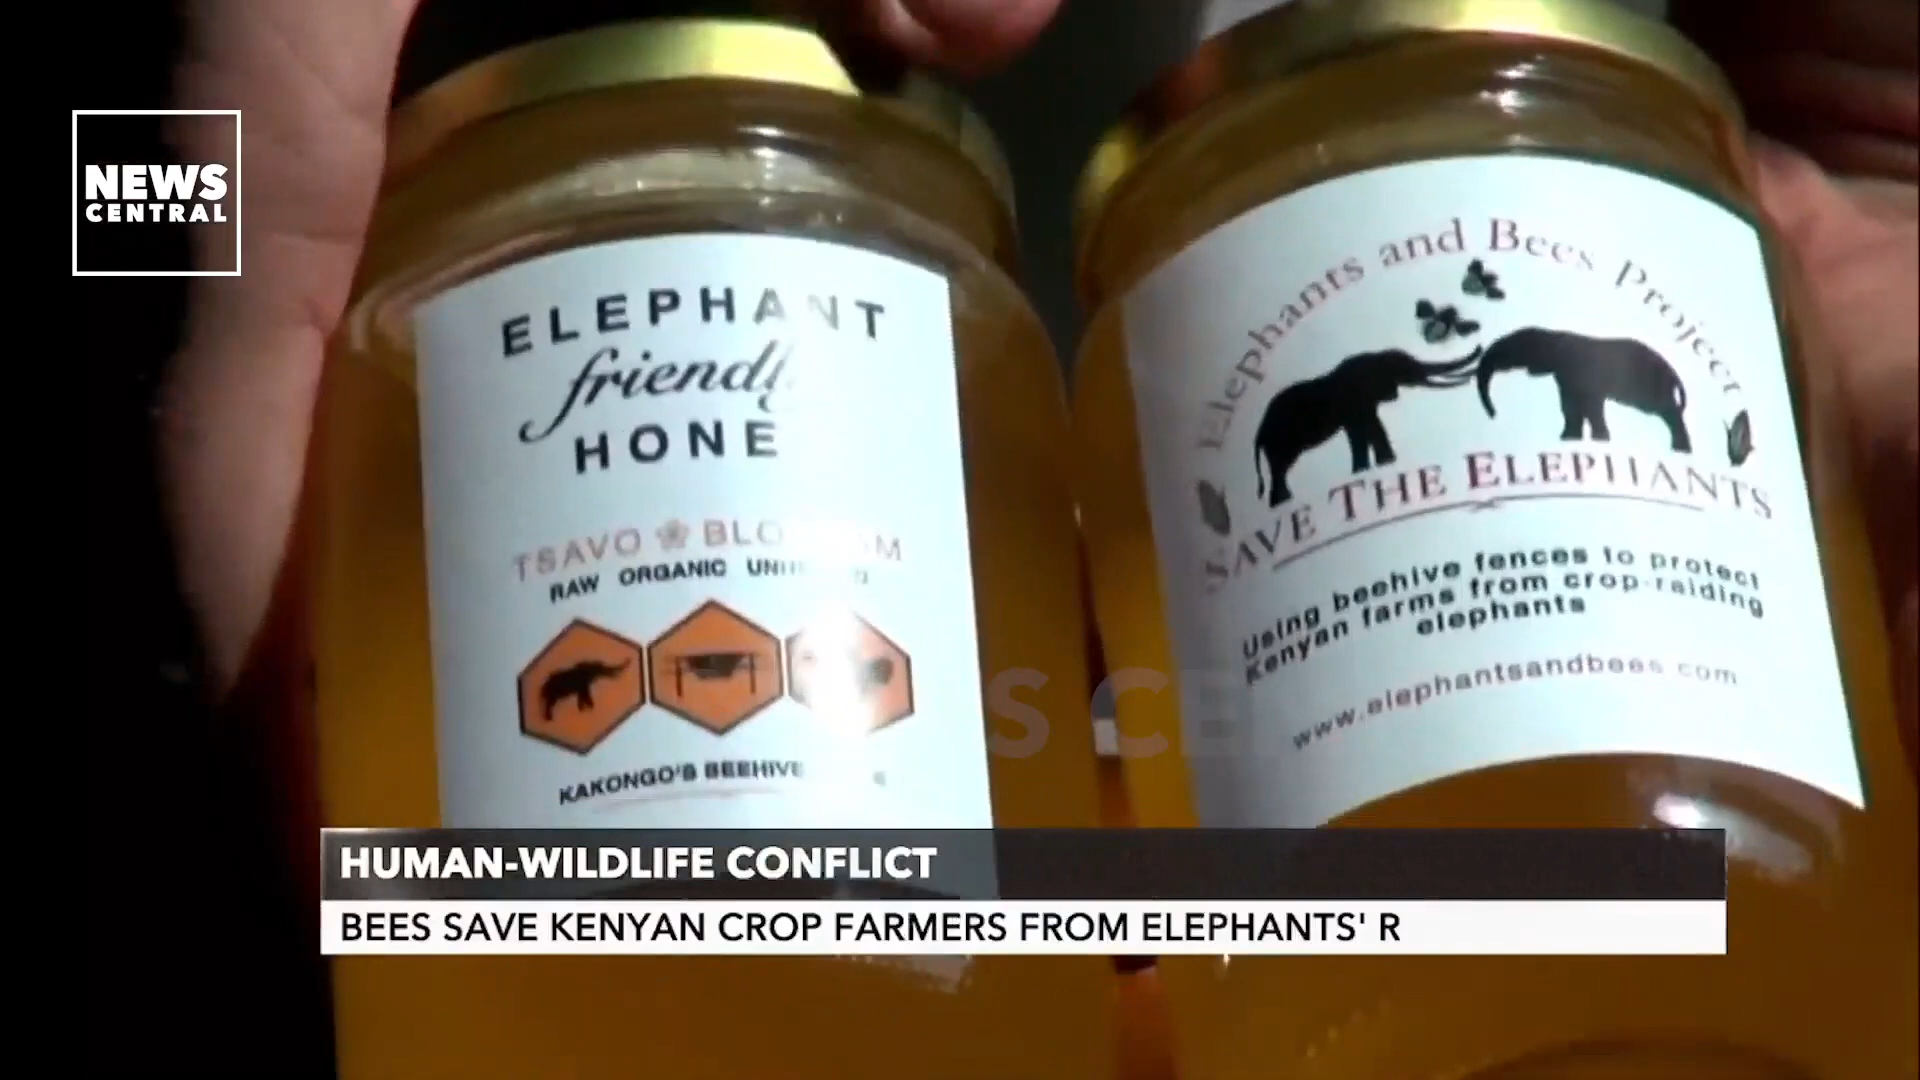 NEWS
CENTRAL
ELEPHANT
friendly
HONE
TSAVO
RAW ORGANIC
KAKONGO'S BEEHIVE
Elephants and Bees Project
SAVE THE ELEPHANTS
Using beehive fences to protect
Kenyan farms from crop-raiding
elephants
www.elephantsandbees.com
HUMAN-WILDLIFE CONFLICT
BEES SAVE KENYAN CROP FARMERS FROM ELEPHANTS' R